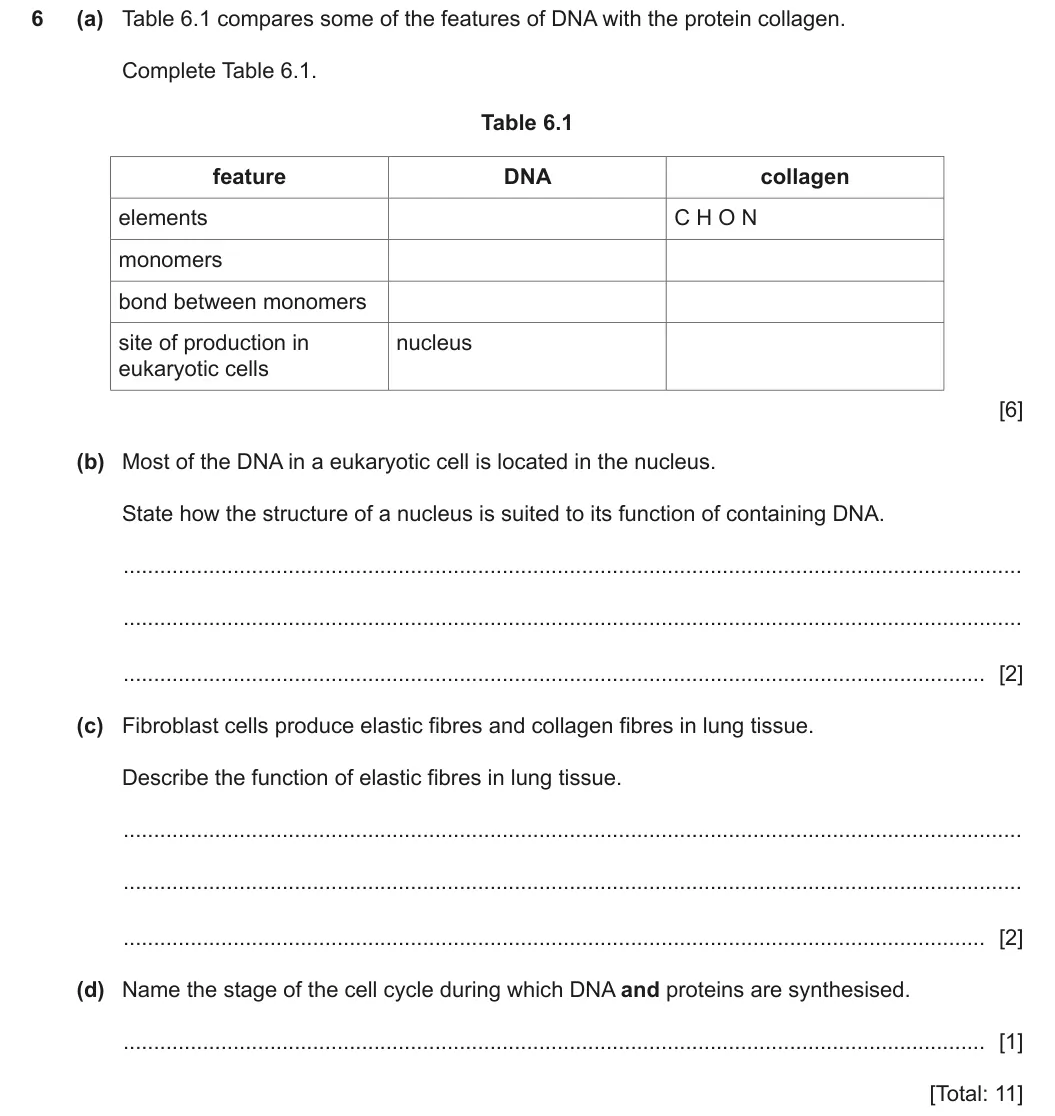 6 (a) Table 6.1 compares some of the features of DNA with the protein collagen.
Complete Table 6.1.
Table 6.1
feature DNA collagen
elements C H O N
monomers
bond between monomers
site of production in eukaryotic cells nucleus
[6]
(b) Most of the DNA in a eukaryotic cell is located in the nucleus.
State how the structure of a nucleus is suited to its function of containing DNA.
[2]
(c) Fibroblast cells produce elastic fibres and collagen fibres in lung tissue.
Describe the function of elastic fibres in lung tissue.
[2]
(d) Name the stage of the cell cycle during which DNA and proteins are synthesised.
[1]
[Total: 11]